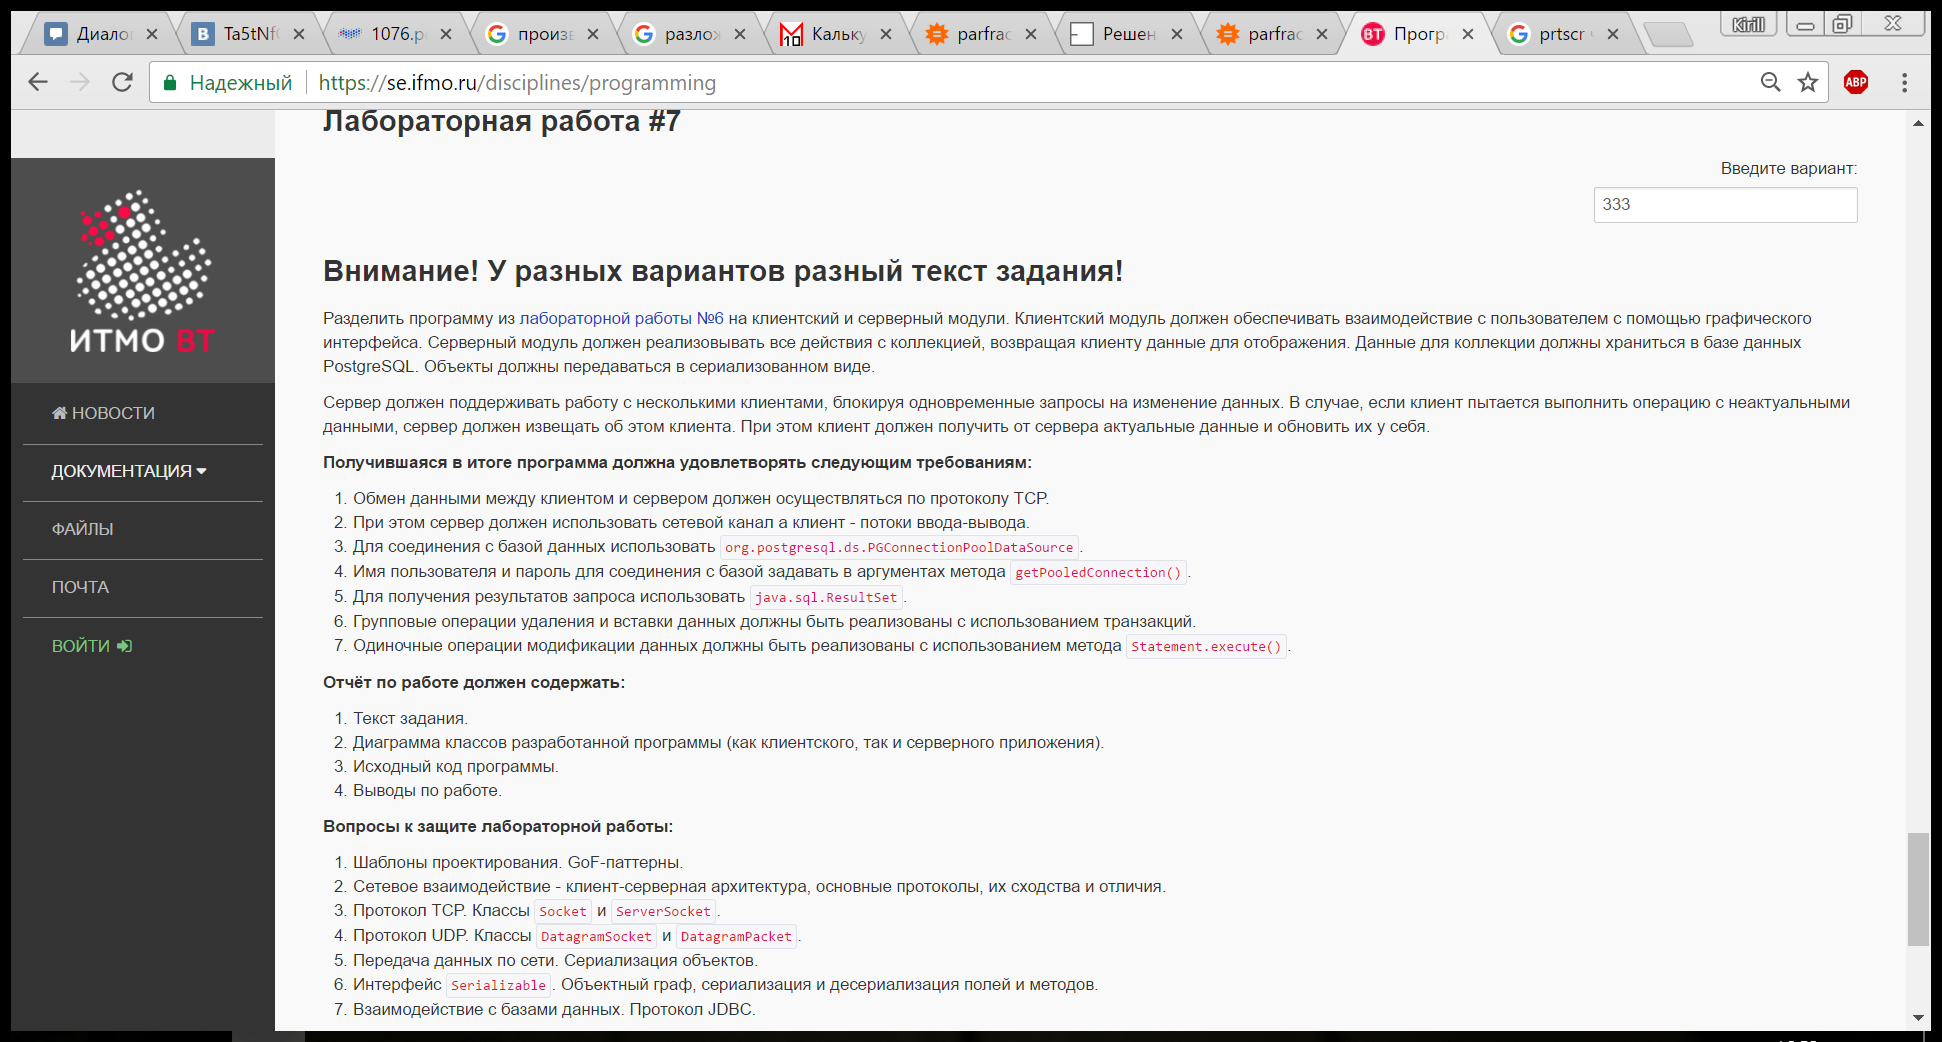 Диалог
Ta5tNf
1076.p
произв
разлож
Кальку
parfrac
Решен
parfrac
Прогр
prtscr
Kirill
Надежный
https://se.ifmo.ru/disciplines/programming
ABP
Лабораторная работа #7
Введите вариант:
333
ИТМО ВТ
НОВОСТИ
ДОКУМЕНТАЦИЯ
ФАЙЛЫ
ПОЧТА
ВОЙТИ
Внимание! У разных вариантов разный текст задания!
Разделить программу из лабораторной работы №6 на клиентский и серверный модули. Клиентский модуль должен обеспечивать взаимодействие с пользователем с помощью графического
интерфейса. Серверный модуль должен реализовывать все действия с коллекцией, возвращая клиенту данные для отображения. Данные для коллекции должны храниться в базе данных
PostgreSQL. Объекты должны передаваться в сериализованном виде.
Сервер должен поддерживать работу с несколькими клиентами, блокируя одновременные запросы на изменение данных. В случае, если клиент пытается выполнить операцию с неактуальными
данными, сервер должен извещать об этом клиента. При этом клиент должен получить от сервера актуальные данные и обновить их у себя.
Получившаяся в итоге программа должна удовлетворять следующим требованиям:
1. Обмен данными между клиентом и сервером должен осуществляться по протоколу TCP.
2. При этом сервер должен использовать сетевой канал а клиент - потоки ввода-вывода.
3. Для соединения с базой данных использовать org.postgresql.ds.PGConnectionPoolDataSource.
4. Имя пользователя и пароль для соединения с базой задавать в аргументах метода getPooledConnection().
5. Для получения результатов запроса использовать java.sql.ResultSet.
6. Групповые операции удаления и вставки данных должны быть реализованы с использованием транзакций.
7. Одиночные операции модификации данных должны быть реализованы с использованием метода Statement.execute().
Отчёт по работе должен содержать:
1. Текст задания.
2. Диаграмма классов разработанной программы (как клиентского, так и серверного приложения).
3. Исходный код программы.
4. Выводы по работе.
Вопросы к защите лабораторной работы:
1. Шаблоны проектирования. GoF-паттерны.
2. Сетевое взаимодействие - клиент-серверная архитектура, основные протоколы, их сходства и отличия.
3. Протокол TCP. Классы Socket и ServerSocket.
4. Протокол UDP. Классы DatagramSocket и DatagramPacket.
5. Передача данных по сети. Сериализация объектов.
6. Интерфейс Serializable. Объектный граф, сериализация и десериализация полей и методов.
7. Взаимодействие с базами данных. Протокол JDBC.